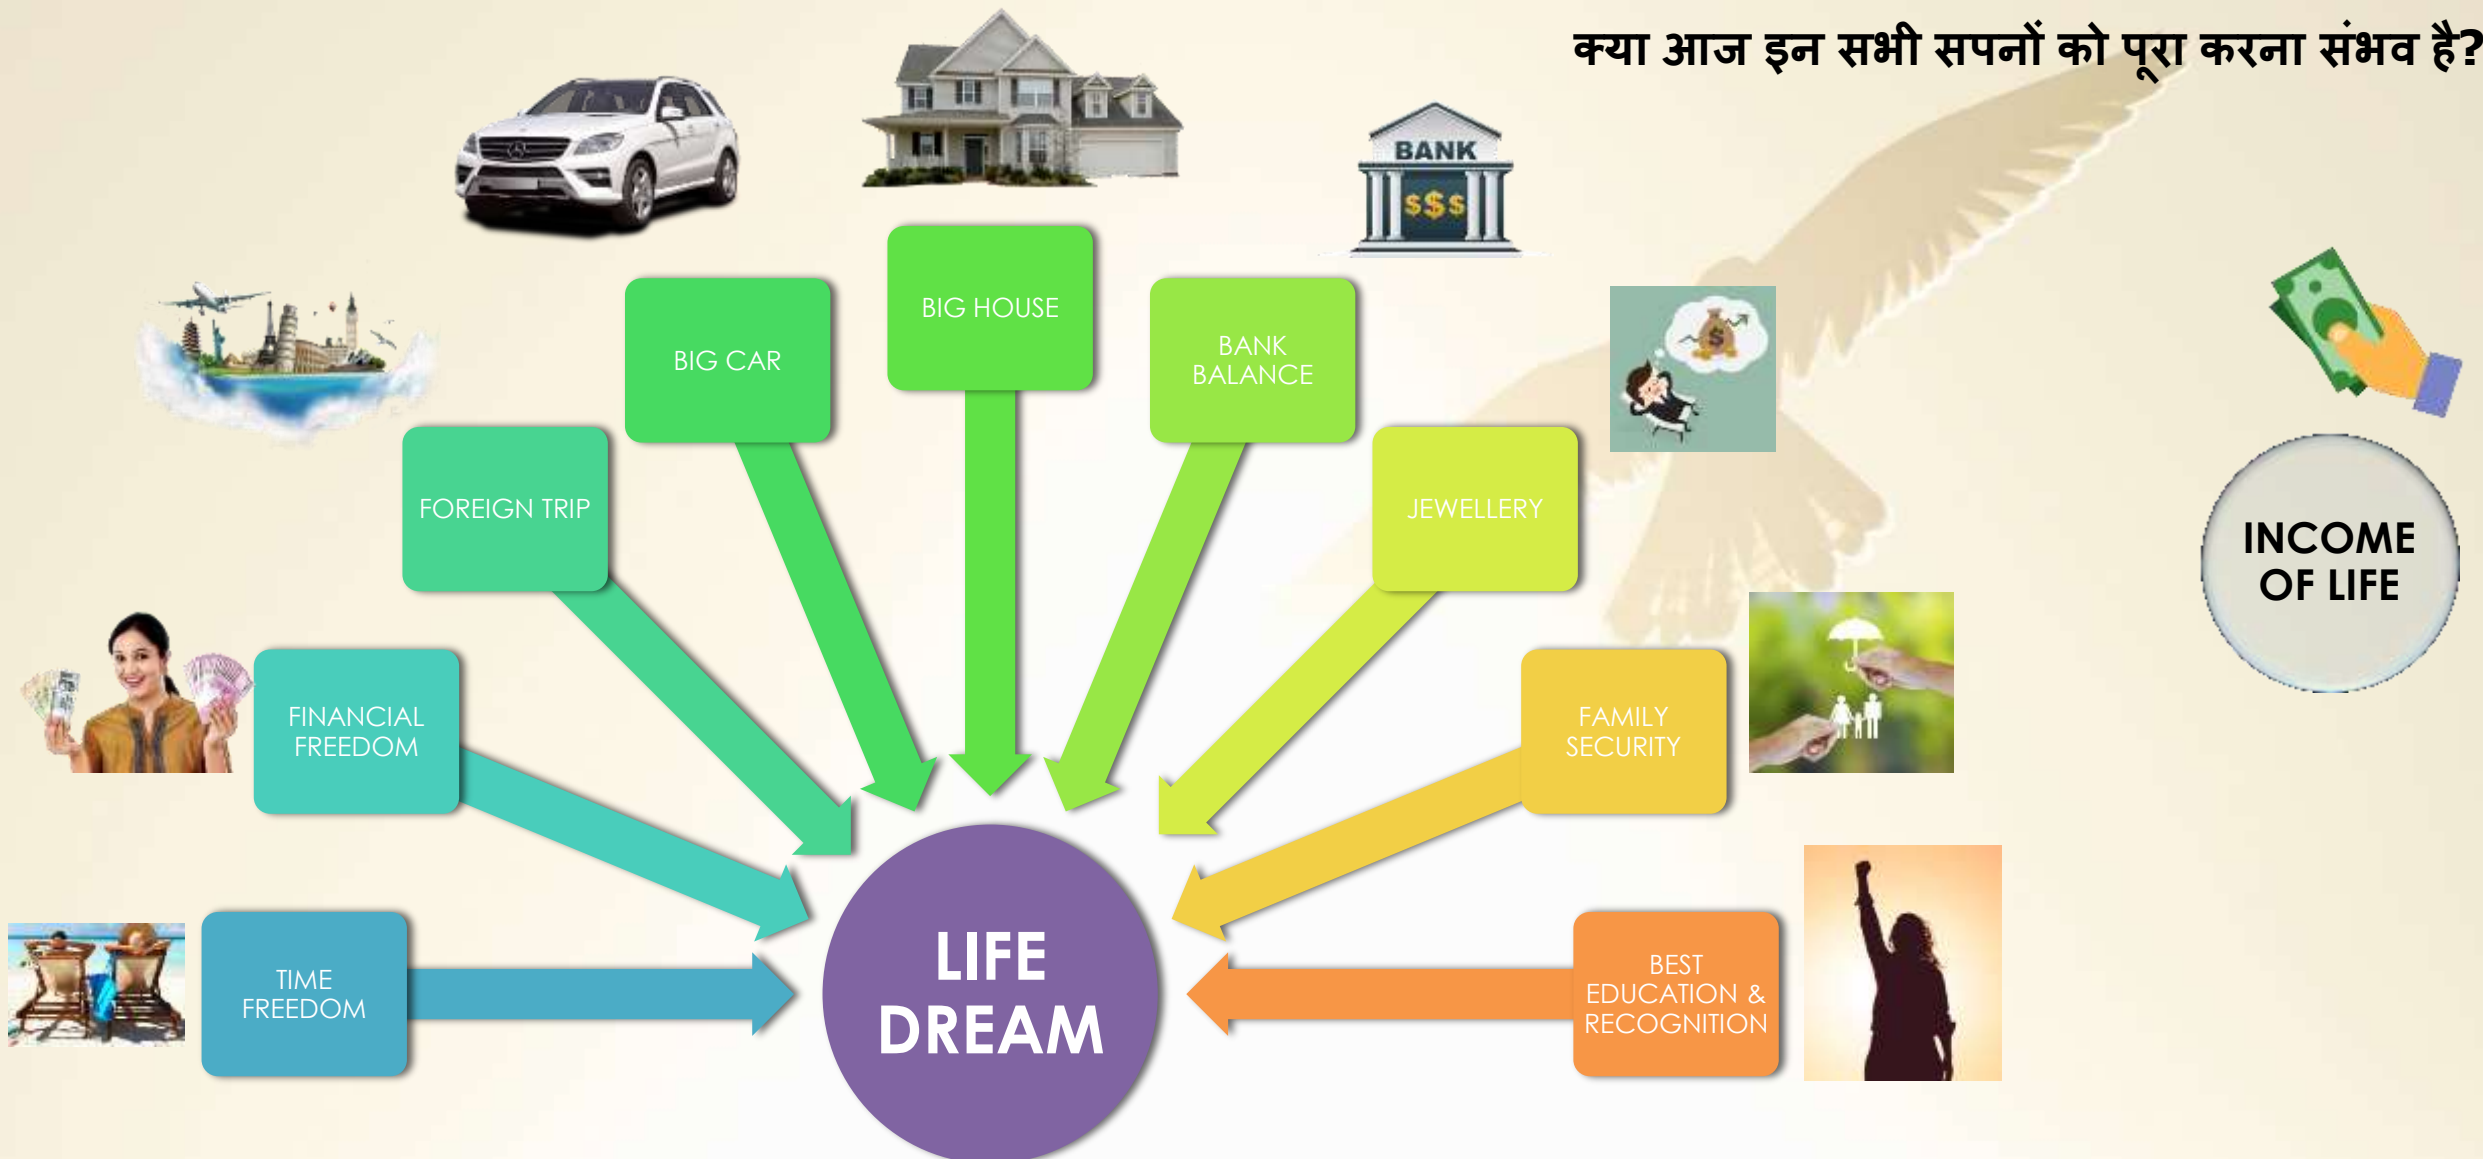 क्या आज इन सभी सपनों को पूरा करना संभव है?
BANK
$$$
BIG HOUSE
BIG CAR
BANK
BALANCE
$
FOREIGN TRIP
JEWELLERY
INCOME
OF LIFE
FINANCIAL
FREEDOM
FAMILY
SECURITY
TIME
FREEDOM
LIFE
DREAM
BEST
EDUCATION &
RECOGNITION